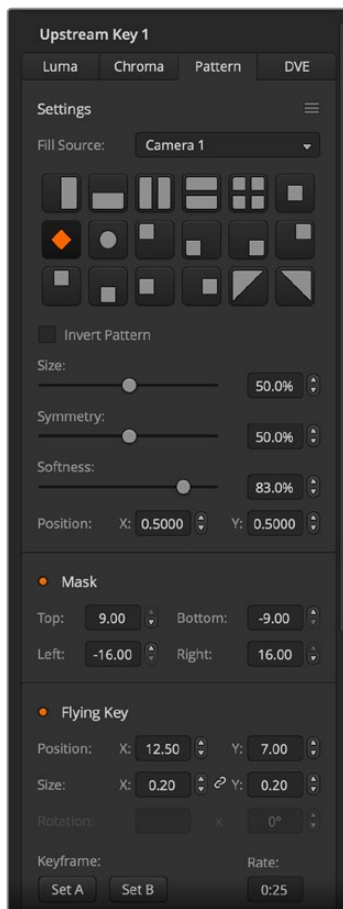 Upstream Key 1
Luma Chroma Pattern DVE
Settings
Fill Source: Camera 1
Invert Pattern
Size:
50.0%
Symmetry:
50.0%
Softness:
83.0%
Position: X: 0.5000 Y: 0.5000
Mask
Top: 9.00 Bottom: -9.00
Left: -16.00 Right: 16.00
Flying Key
Position: X: 12.50 Y: 7.00
Size: X: 0.20 Y: 0.20
Rotation: x 0°
Keyframe: Rate:
Set A Set B 0:25